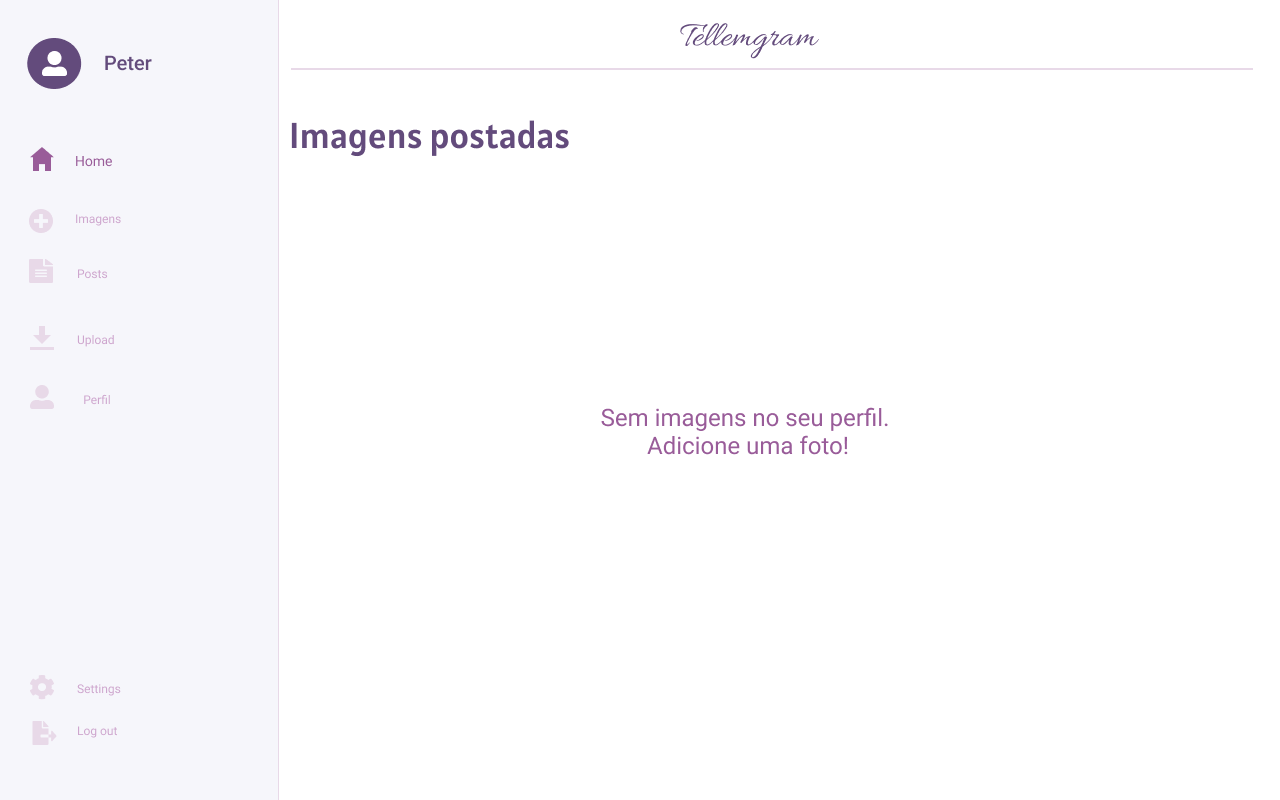 Peter
Home
Imagens
Posts
Upload
Perfil
Settings
Log out
Tellemgram
Imagens postadas
Sem imagens no seu perfil.
Adicione uma foto!